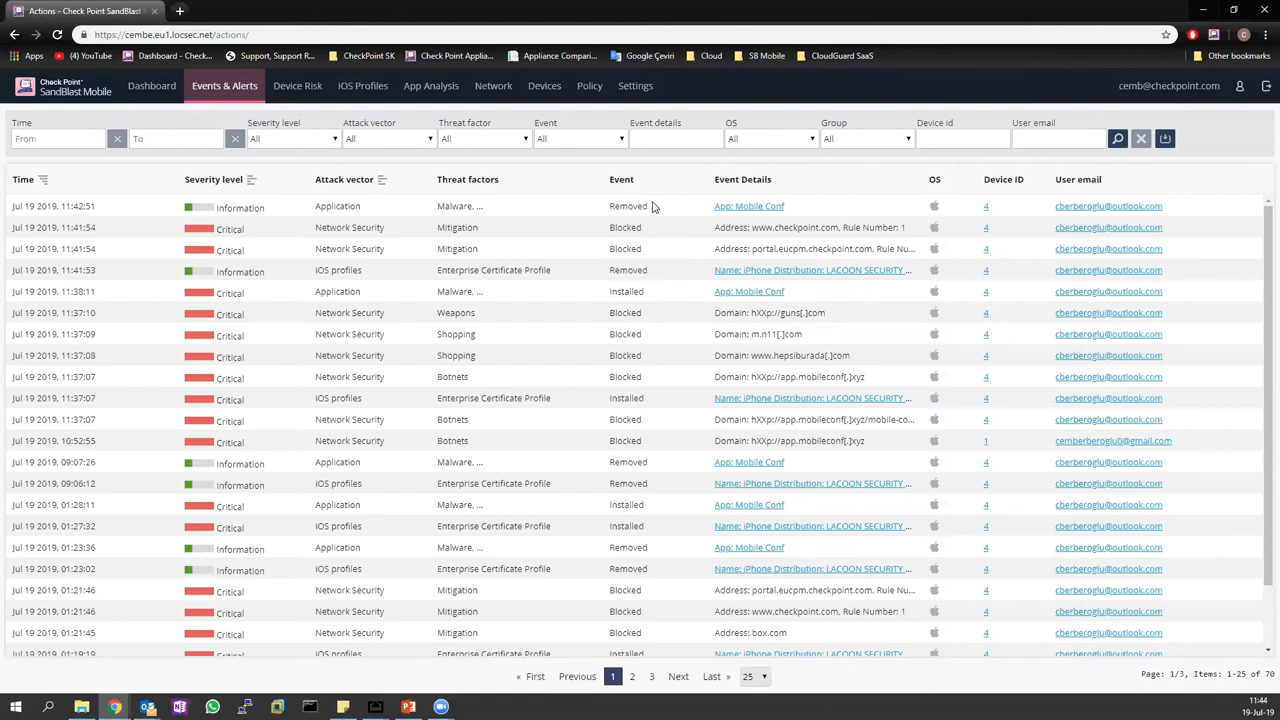 Actions - Check Point SandBlast
https://cembe.eu1.locsec.net/actions/
Apps (4) YouTube Dashboard - Check... Support, Support R... CheckPoint SK Check Point Applia... Appliance Compari... Google Çeviri Cloud SB Mobile CloudGuard SaaS Other bookmarks
Check Point SandBlast Mobile Dashboard Events & Alerts Device Risk iOS Profiles App Analysis Network Devices Policy Settings cemb@checkpoint.com
Time Severity level Attack vector Threat factor Event Event details OS Group Device id User email
From To All All All All All All
Time Severity level Attack vector Threat factors Event Event Details OS Device ID User email
Jul 19 2019, 11:42:51 Information Application Malware, ... Removed App: Mobile Conf 4 cberberoglu@outlook.com
Jul 19 2019, 11:41:54 Critical Network Security Mitigation Blocked Address: www.checkpoint.com, Rule Number: 1 4 cberberoglu@outlook.com
Jul 19 2019, 11:41:54 Critical Network Security Mitigation Blocked Address: portal.eucpm.checkpoint.com, Rule Nu... 4 cberberoglu@outlook.com
Jul 19 2019, 11:41:53 Information iOS profiles Enterprise Certificate Profile Removed Name: iPhone Distribution: LACOON SECURITY ... 4 cberberoglu@outlook.com
Jul 19 2019, 11:38:11 Critical Application Malware, ... Installed App: Mobile Conf 4 cberberoglu@outlook.com
Jul 19 2019, 11:37:10 Critical Network Security Weapons Blocked Domain: hXXp://guns[.]com 4 cberberoglu@outlook.com
Jul 19 2019, 11:37:09 Critical Network Security Shopping Blocked Domain: m.n11[.]com 4 cberberoglu@outlook.com
Jul 19 2019, 11:37:08 Critical Network Security Shopping Blocked Domain: www.hepsiburada[.]com 4 cberberoglu@outlook.com
Jul 19 2019, 11:37:07 Critical Network Security Botnets Blocked Domain: hXXp://app.mobileconf[.]xyz 4 cberberoglu@outlook.com
Jul 19 2019, 11:37:07 Critical iOS profiles Enterprise Certificate Profile Installed Name: iPhone Distribution: LACOON SECURITY ... 4 cberberoglu@outlook.com
Jul 19 2019, 11:37:07 Critical Network Security Botnets Blocked Domain: hXXp://app.mobileconf[.]xyz/mobile-co... 4 cberberoglu@outlook.com
Jul 19 2019, 10:52:55 Critical Network Security Botnets Blocked Domain: hXXp://app.mobileconf[.]xyz 1 cemberberoglu0@gmail.com
Jul 19 2019, 09:07:26 Information Application Malware, ... Removed App: Mobile Conf 4 cberberoglu@outlook.com
Jul 19 2019, 09:06:12 Information iOS profiles Enterprise Certificate Profile Removed Name: iPhone Distribution: LACOON SECURITY ... 4 cberberoglu@outlook.com
Jul 19 2019, 01:28:11 Critical Application Malware, ... Installed App: Mobile Conf 4 cberberoglu@outlook.com
Jul 19 2019, 01:27:32 Critical iOS profiles Enterprise Certificate Profile Installed Name: iPhone Distribution: LACOON SECURITY ... 4 cberberoglu@outlook.com
Jul 19 2019, 01:23:36 Information Application Malware, ... Removed App: Mobile Conf 4 cberberoglu@outlook.com
Jul 19 2019, 01:23:02 Information iOS profiles Enterprise Certificate Profile Removed Name: iPhone Distribution: LACOON SECURITY ... 4 cberberoglu@outlook.com
Jul 19 2019, 01:21:46 Critical Network Security Mitigation Blocked Address: portal.eucpm.checkpoint.com, Rule Nu... 4 cberberoglu@outlook.com
Jul 19 2019, 01:21:46 Critical Network Security Mitigation Blocked Address: www.checkpoint.com, Rule Number: 1 4 cberberoglu@outlook.com
Jul 19 2019, 01:21:45 Critical Network Security Mitigation Blocked Address: box.com 4 cberberoglu@outlook.com
Jul 19 2019, 01:19:19 Critical iOS profiles Enterprise Certificate Profile Installed Name: iPhone Distribution: LACOON SECURITY ... 4 cberberoglu@outlook.com
« First Previous 1 2 3 Next Last » 25 Page: 1/3, Items: 1-25 of 70
11:44
19-Jul-19